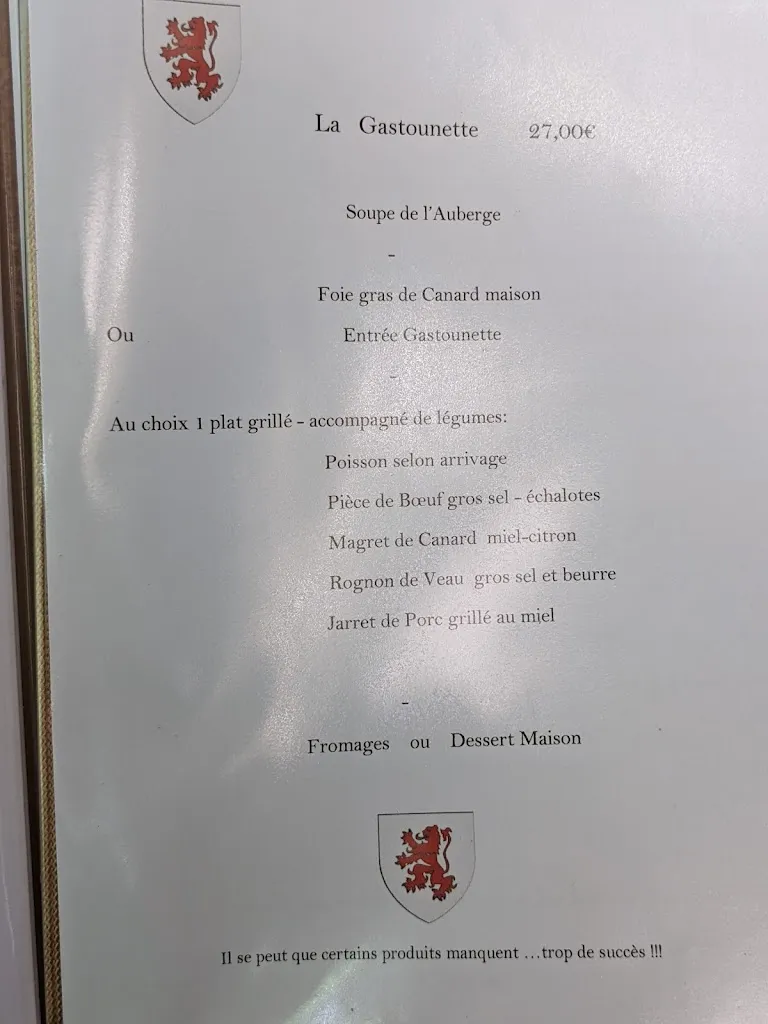 La Gastounette 27,00€
Soupe de l'Auberge
-
Foie gras de Canard maison
Ou Entrée Gastounette
-
Au choix 1 plat grillé - accompagné de légumes:
Poisson selon arrivage
Pièce de Bœuf gros sel - échalotes
Magret de Canard miel-citron
Rognon de Veau gros sel et beurre
Jarret de Porc grillé au miel
-
Fromages ou Dessert Maison
Il se peut que certains produits manquent ...trop de succès !!!